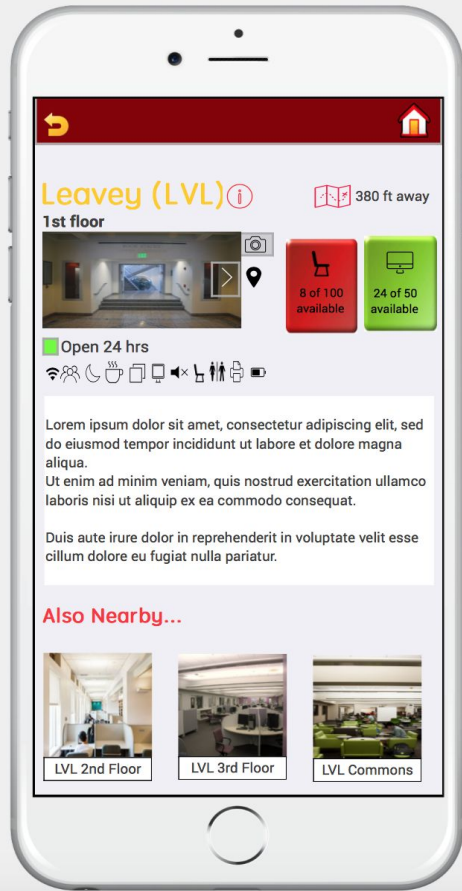 Leavey (LVL)
380 ft away
1st floor
8 of 100
available
24 of 50
available
Open 24 hrs
Lorem ipsum dolor sit amet, consectetur adipiscing elit, sed
do eiusmod tempor incididunt ut labore et dolore magna
aliqua.
Ut enim ad minim veniam, quis nostrud exercitation ullamco
laboris nisi ut aliquip ex ea commodo consequat.
Duis aute irure dolor in reprehenderit in voluptate velit esse
cillum dolore eu fugiat nulla pariatur.
Also Nearby...
LVL 2nd Floor
LVL 3rd Floor
LVL Commons